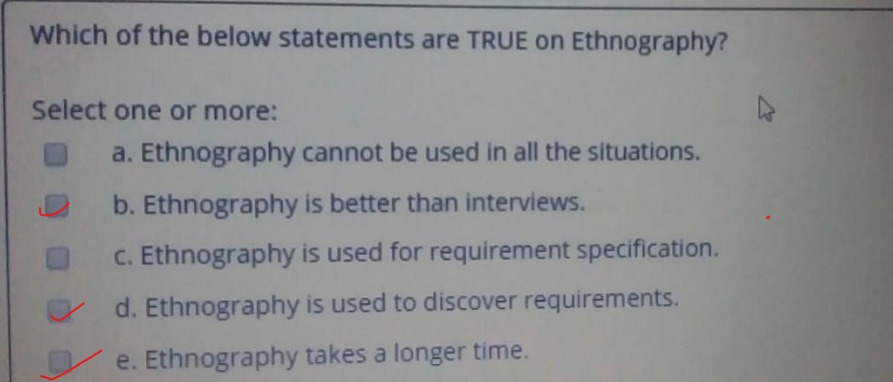 Which of the below statements are TRUE on Ethnography?
Select one or more:
a. Ethnography cannot be used in all the situations.
b. Ethnography is better than interviews.
c. Ethnography is used for requirement specification.
d. Ethnography is used to discover requirements.
e. Ethnography takes a longer time.